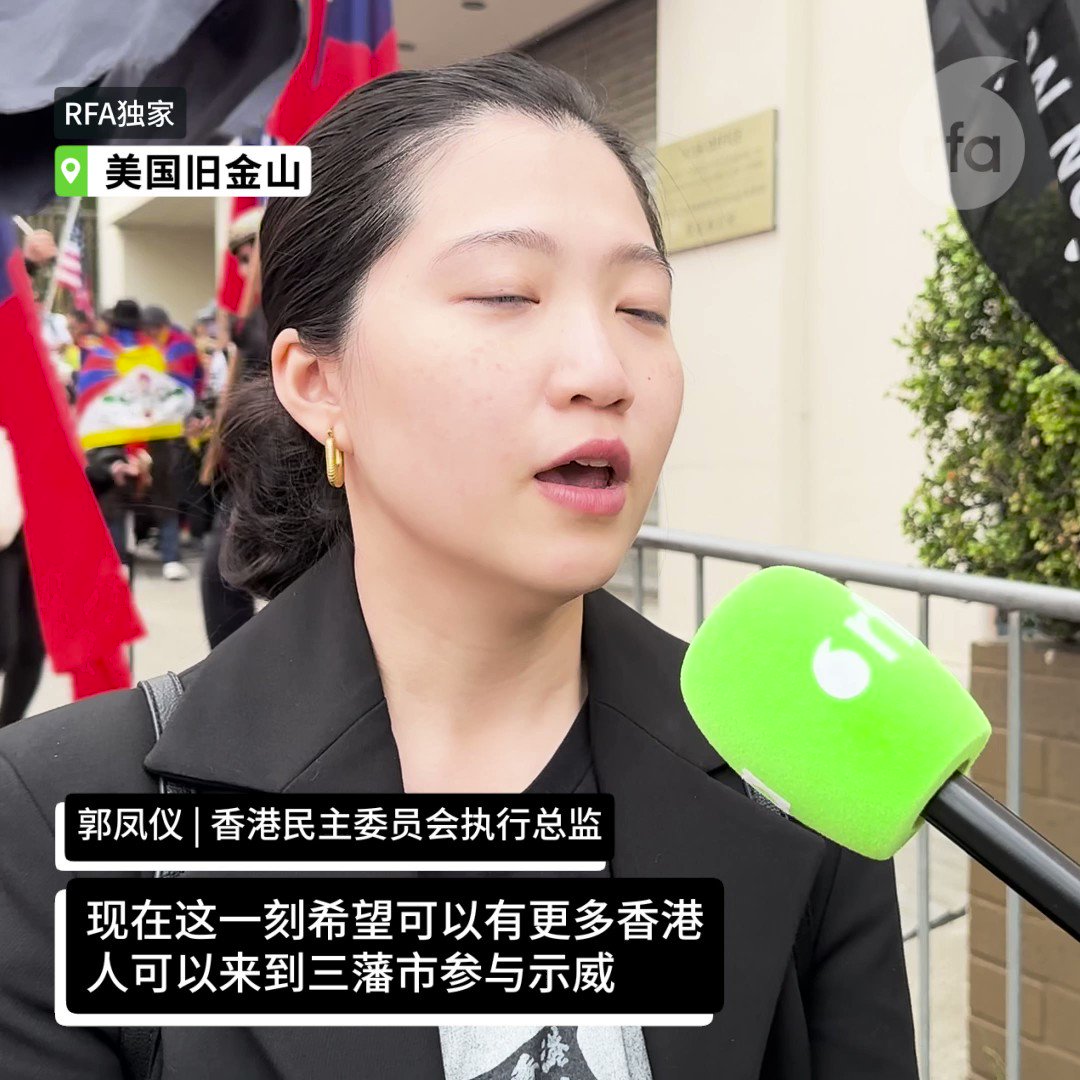 RFA独家
美国旧金山
rfa
郭凤仪 | 香港民主委员会执行总监
现在这一刻希望可以有更多香港
人可以来到三藩市参与示威